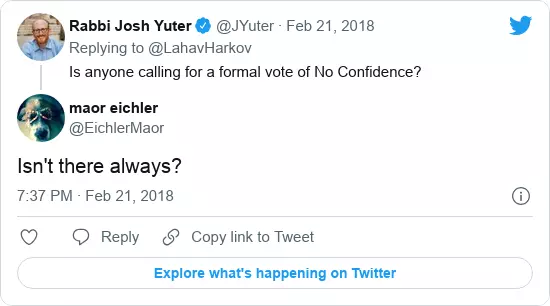 Rabbi Josh Yuter @JYuter · Feb 21, 2018
Replying to @LahavHarkov
Is anyone calling for a formal vote of No Confidence?
maor eichler
@EichlerMaor
Isn't there always?
7:37 PM · Feb 21, 2018
Reply Copy link to Tweet
Explore what's happening on Twitter